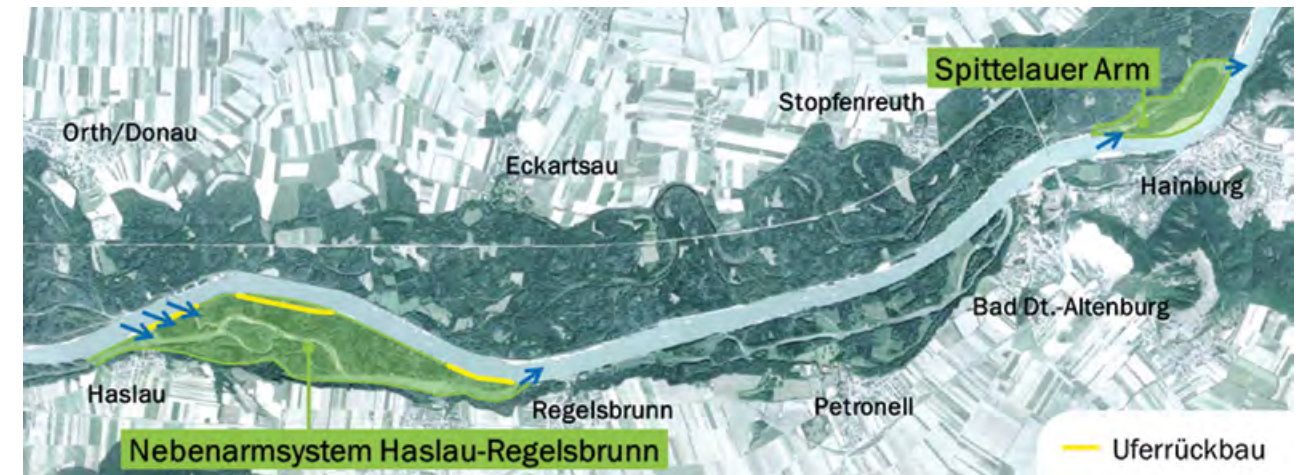 Spittelauer Arm
Stopfenreuth
Orth/Donau
Eckartsau
Hainburg
Bad Dt.-Altenburg
Haslau
Regelsbrunn
Petronell
Nebenarmsystem Haslau-Regelsbrunn
Uferrückbau